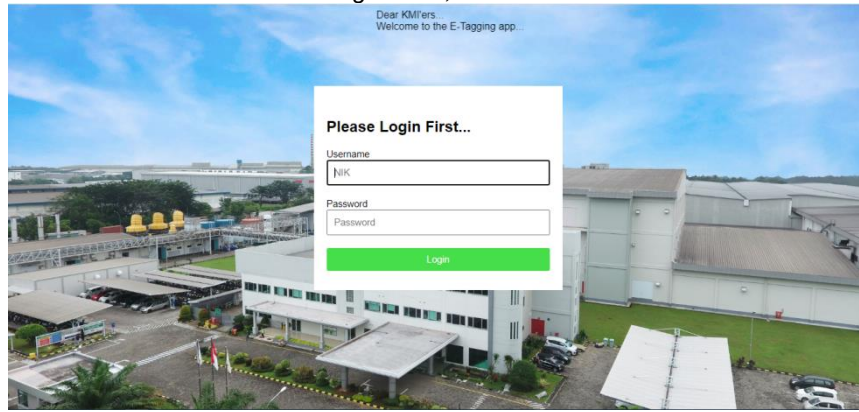 Dear KMI'ers...
Welcome to the E-Tagging app...
Please Login First...
Username
NIK
Password
Password
Login